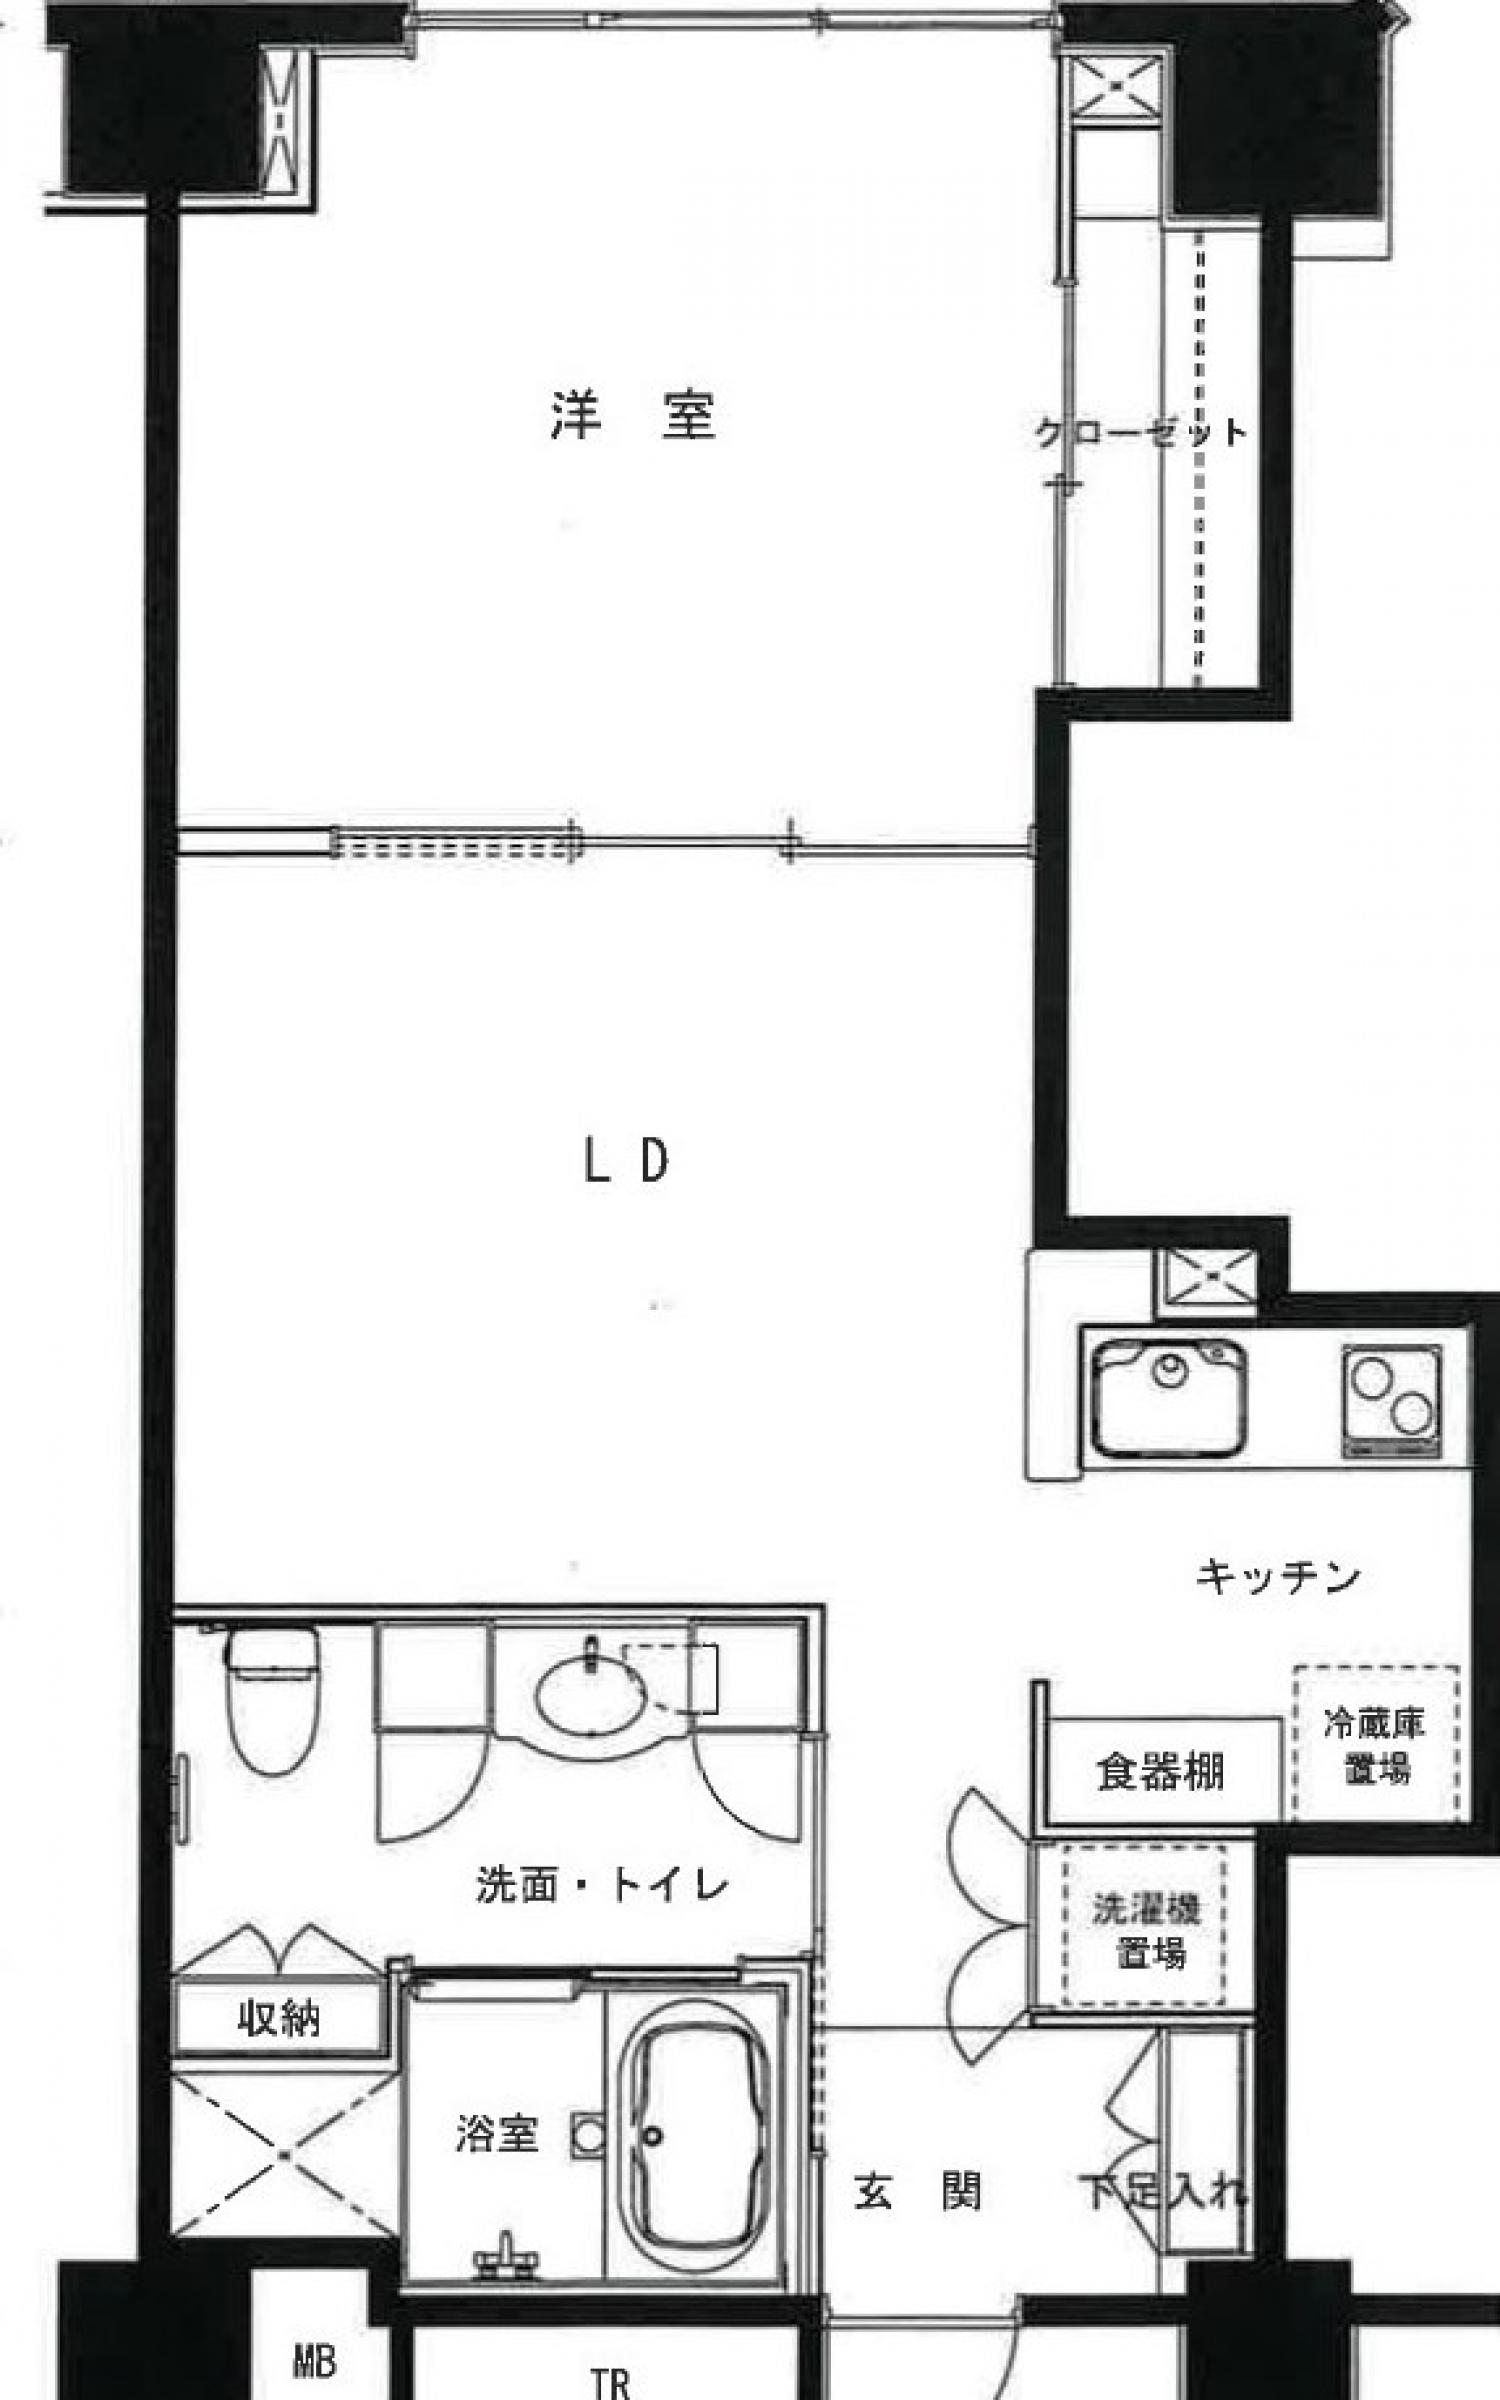 洋 室
クローゼット
LD
キッチン
冷蔵庫
置場
食器棚
洗面・トイレ
洗濯機
置場
収納
浴室
玄 関
下足入れ
MB
TR